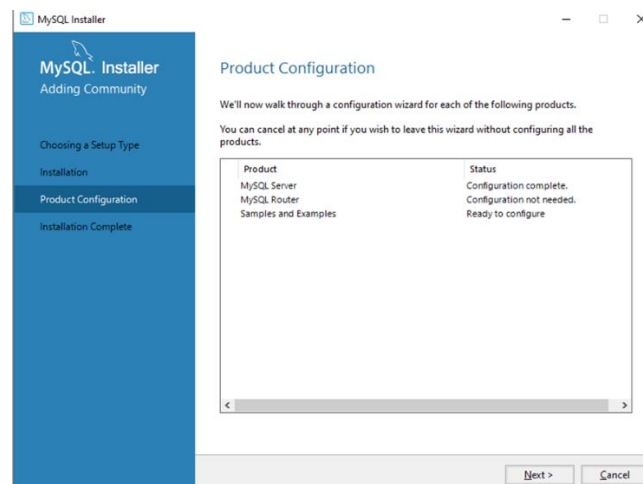 MySQL Installer
MySQL. Installer
Adding Community
Choosing a Setup Type
Installation
Product Configuration
Installation Complete
Product Configuration
We'll now walk through a configuration wizard for each of the following products.
You can cancel at any point if you wish to leave this wizard without configuring all the
products.
Product Status
MySQL Server Configuration complete.
MySQL Router Configuration not needed.
Samples and Examples Ready to configure
Next > Cancel